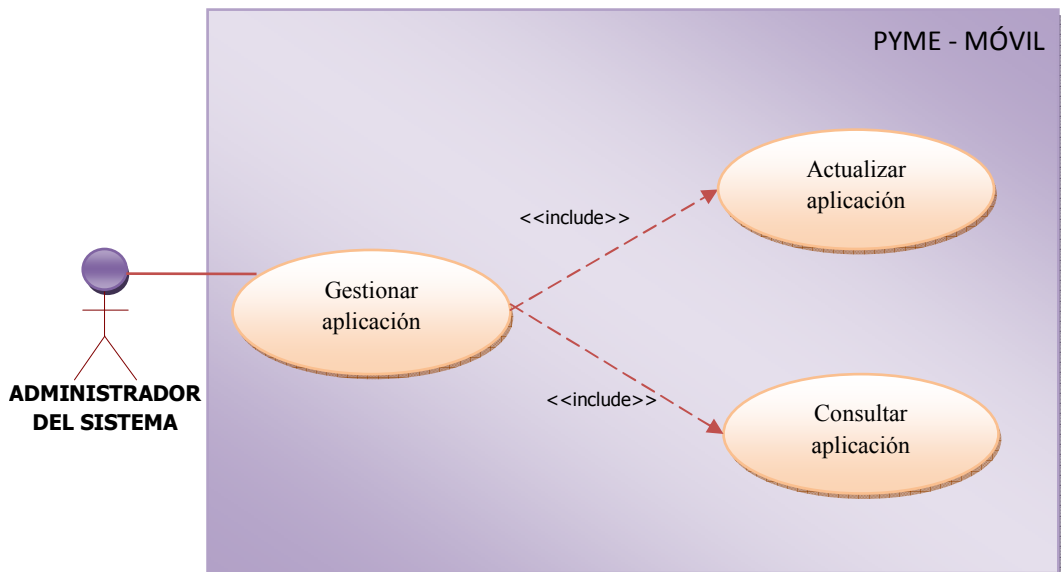 PYME - MÓVIL
Actualizar
aplicación
<<include>>
Gestionar
aplicación
ADMINISTRADOR
DEL SISTEMA
<<include>>
Consultar
aplicación